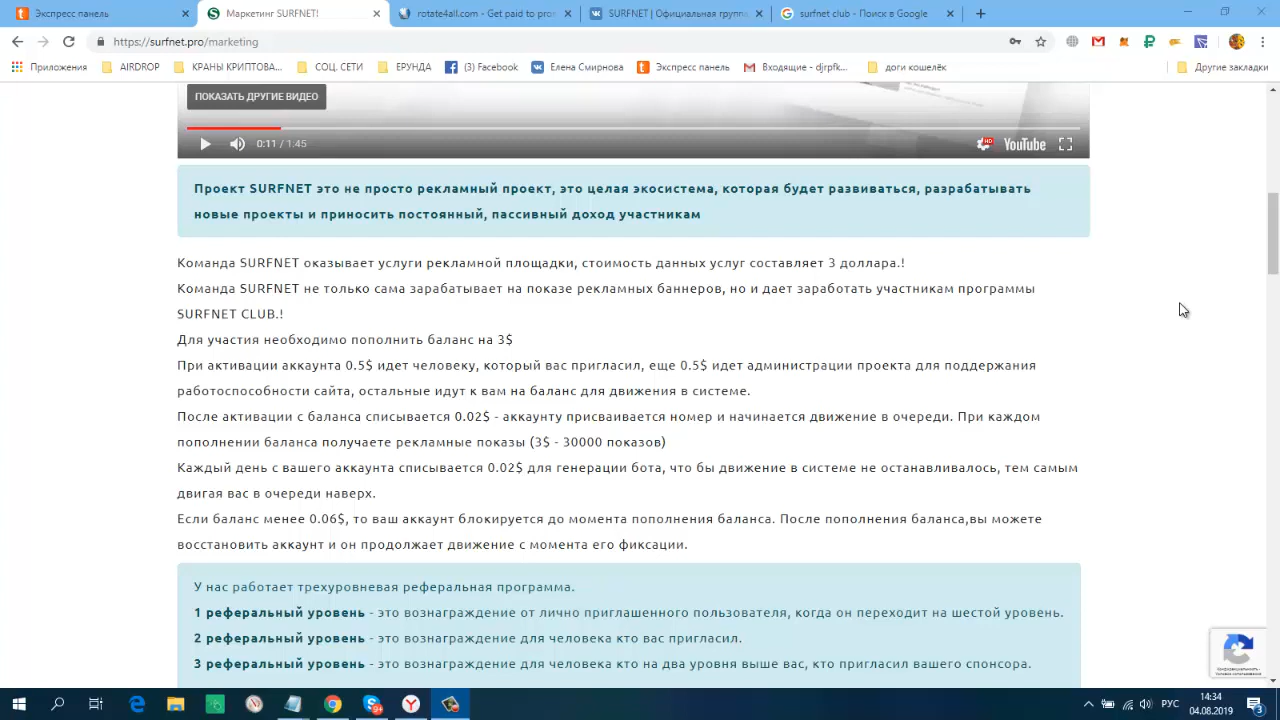 Экспресс панель
Маркетинг SURFNET!
rotate4all.com - Get paid to pro
SURFNET | Официальная группа
surfnet club - Поиск в Google
https://surfnet.pro/marketing
Приложения
AIRDROP
КРАНЫ КРИПТОВА...
СОЦ. СЕТИ
ЕРУНДА
(3) Facebook
Елена Смирнова
Экспресс панель
Входящие - djrpfk...
доги кошелёк
Другие закладки
ПОКАЗАТЬ ДРУГИЕ ВИДЕО
0:11 / 1:45
HD
YouTube
Проект SURFNET это не просто рекламный проект, это целая экосистема, которая будет развиваться, разрабатывать
новые проекты и приносить постоянный, пассивный доход участникам
Команда SURFNET оказывает услуги рекламной площадки, стоимость данных услуг составляет 3 доллара.!
Команда SURFNET не только сама зарабатывает на показе рекламных баннеров, но и дает заработать участникам программы
SURFNET CLUB.!
Для участия необходимо пополнить баланс на 3$
При активации аккаунта 0.5$ идет человеку, который вас пригласил, еще 0.5$ идет администрации проекта для поддержания
работоспособности сайта, остальные идут к вам на баланс для движения в системе.
После активации с баланса списывается 0.02$ - аккаунту присваивается номер и начинается движение в очереди. При каждом
пополнении баланса получаете рекламные показы (3$ - 30000 показов)
Каждый день с вашего аккаунта списывается 0.02$ для генерации бота, что бы движение в системе не останавливалось, тем самым
двигая вас в очереди наверх.
Если баланс менее 0.06$, то ваш аккаунт блокируется до момента пополнения баланса. После пополнения баланса,вы можете
восстановить аккаунт и он продолжает движение с момента его фиксации.
У нас работает трехуровневая реферальная программа.
1 реферальный уровень - это вознаграждение от лично приглашенного пользователя, когда он переходит на шестой уровень.
2 реферальный уровень - это вознаграждение для человека кто вас пригласил.
3 реферальный уровень - это вознаграждение для человека кто на два уровня выше вас, кто пригласил вашего спонсора.
РУС
14:34
04.08.2019